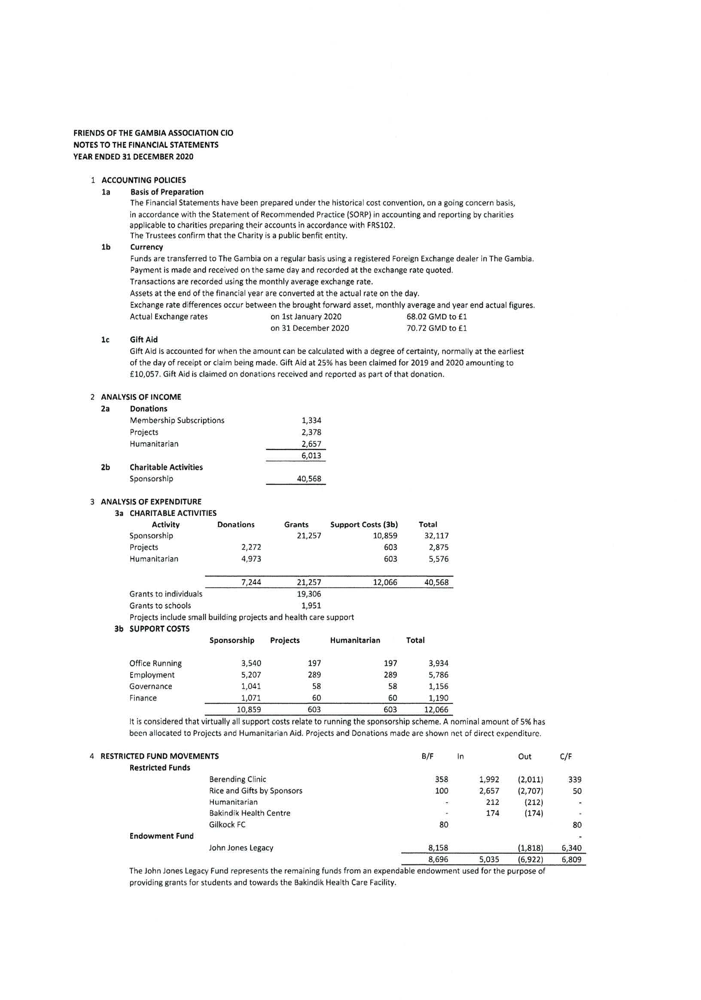 FRIENDS OF THE GAMBIA ASSOCIATION CIO
NOTES TO THE FINANCIAL STATEMENTS
YEAR ENDED 31 DECEMBER 2020
1 ACCOUNTING POLICIES
1a Basis of Preparation
The Financial Statements have been prepared under the historical cost convention, on a going concern basis,
in accordance with the Statement of Recommended Practice (SORP) in accounting and reporting by charities
applicable to charities preparing their accounts in accordance with FRS102.
The Trustees confirm that the Charity is a public benfit entity.
1b Currency
Funds are transferred to The Gambia on a regular basis using a registered Foreign Exchange dealer in The Gambia.
Payment is made and received on the same day and recorded at the exchange rate quoted.
Transactions are recorded using the monthly average exchange rate.
Assets at the end of the financial year are converted at the actual rate on the day.
Exchange rate differences occur between the brought forward asset, monthly average and year end actual figures.
Actual Exchange rates on 1st January 2020 68.02 GMD to £1
on 31 December 2020 70.72 GMD to £1
1c Gift Aid
Gift Aid is accounted for when the amount can be calculated with a degree of certainty, normally at the earliest
of the day of receipt or claim being made. Gift Aid at 25% has been claimed for 2019 and 2020 amounting to
£10,057. Gift Aid is claimed on donations received and reported as part of that donation.
2 ANALYSIS OF INCOME
2a Donations
Membership Subscriptions 1,334
Projects 2,378
Humanitarian 2,657
6,013
2b Charitable Activities
Sponsorship 40,568
3 ANALYSIS OF EXPENDITURE
3a CHARITABLE ACTIVITIES
Activity Donations Grants Support Costs (3b) Total
Sponsorship 21,257 10,859 32,117
Projects 2,272 603 2,875
Humanitarian 4,973 603 5,576
7,244 21,257 12,066 40,568
Grants to individuals 19,306
Grants to schools 1,951
Projects include small building projects and health care support
3b SUPPORT COSTS
Sponsorship Projects Humanitarian Total
Office Running 3,540 197 197 3,934
Employment 5,207 289 289 5,786
Governance 1,041 58 58 1,156
Finance 1,071 60 60 1,190
10,859 603 603 12,066
It is considered that virtually all support costs relate to running the sponsorship scheme. A nominal amount of 5% has
been allocated to Projects and Humanitarian Aid. Projects and Donations made are shown net of direct expenditure.
4 RESTRICTED FUND MOVEMENTS B/F In Out C/F
Restricted Funds
Berending Clinic 358 1,992 (2,011) 339
Rice and Gifts by Sponsors 100 2,657 (2,707) 50
Humanitarian - 212 (212) -
Bakindik Health Centre - 174 (174) -
Gilkock FC 80 80
Endowment Fund -
John Jones Legacy 8,158 (1,818) 6,340
8,696 5,035 (6,922) 6,809
The John Jones Legacy Fund represents the remaining funds from an expendable endowment used for the purpose of
providing grants for students and towards the Bakindik Health Care Facility.